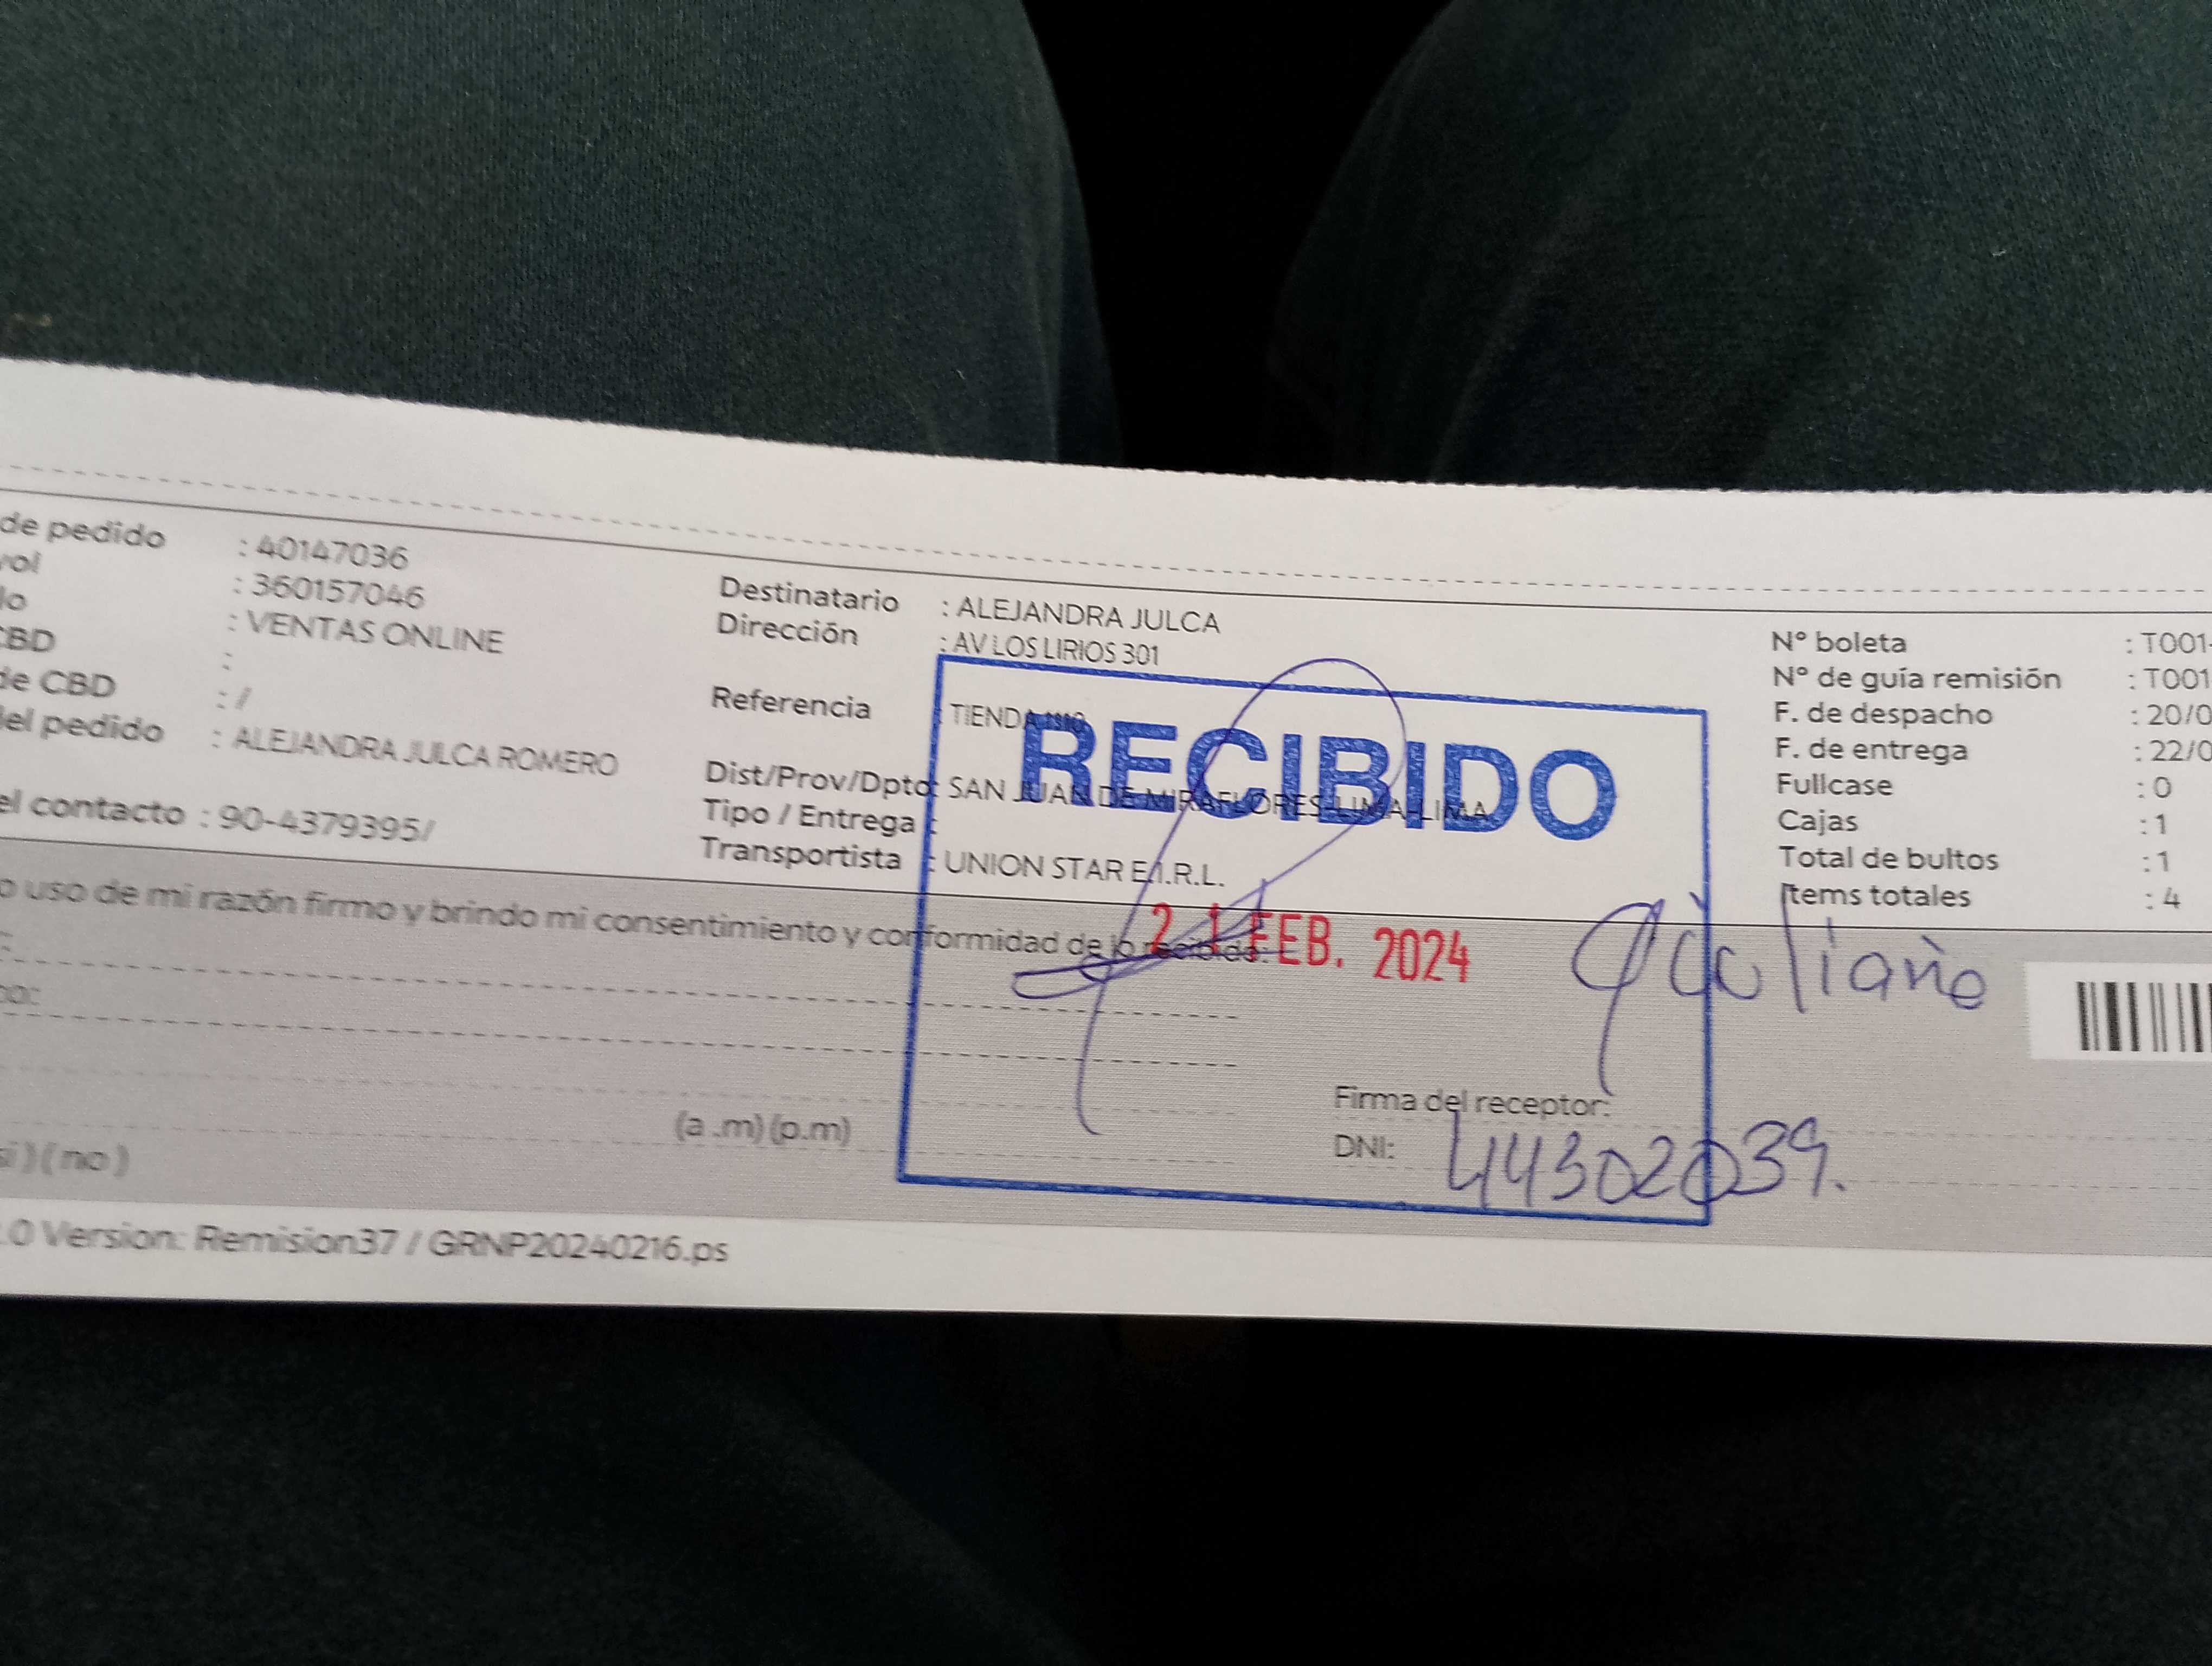 de pedido : 40147036
vol : 360157046
do : VENTAS ONLINE
CBD :
de CBD : /
del pedido : ALEJANDRA JULCA ROMERO
el contacto : 90-4379395/
Destinatario : ALEJANDRA JULCA
Dirección : AV LOS LIRIOS 301
Referencia : TIENDA
Dist/Prov/Dpto: SAN JUAN DE MIRAFLORES-LIMA-LIMA
Tipo / Entrega :
Transportista : UNION STAR E.I.R.L.
N° boleta : T001-
N° de guía remisión : T001
F. de despacho : 20/0
F. de entrega : 22/0
Fullcase : 0
Cajas : 1
Total de bultos : 1
Items totales : 4
RECIBIDO
21 FEB. 2024
o uso de mi razón firmo y brindo mi consentimiento y conformidad de lo recibido:
(a .m) (p.m)
si ) ( no )
Firma del receptor:
DNI: 44302039.
.0 Version: Remision37 / GRNP20240216.ps